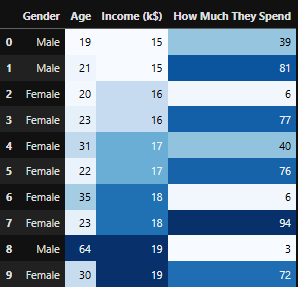 Gender Age Income (k$) How Much They Spend
0 Male 19 15 39
1 Male 21 15 81
2 Female 20 16 6
3 Female 23 16 77
4 Female 31 17 40
5 Female 22 17 76
6 Female 35 18 6
7 Female 23 18 94
8 Male 64 19 3
9 Female 30 19 72